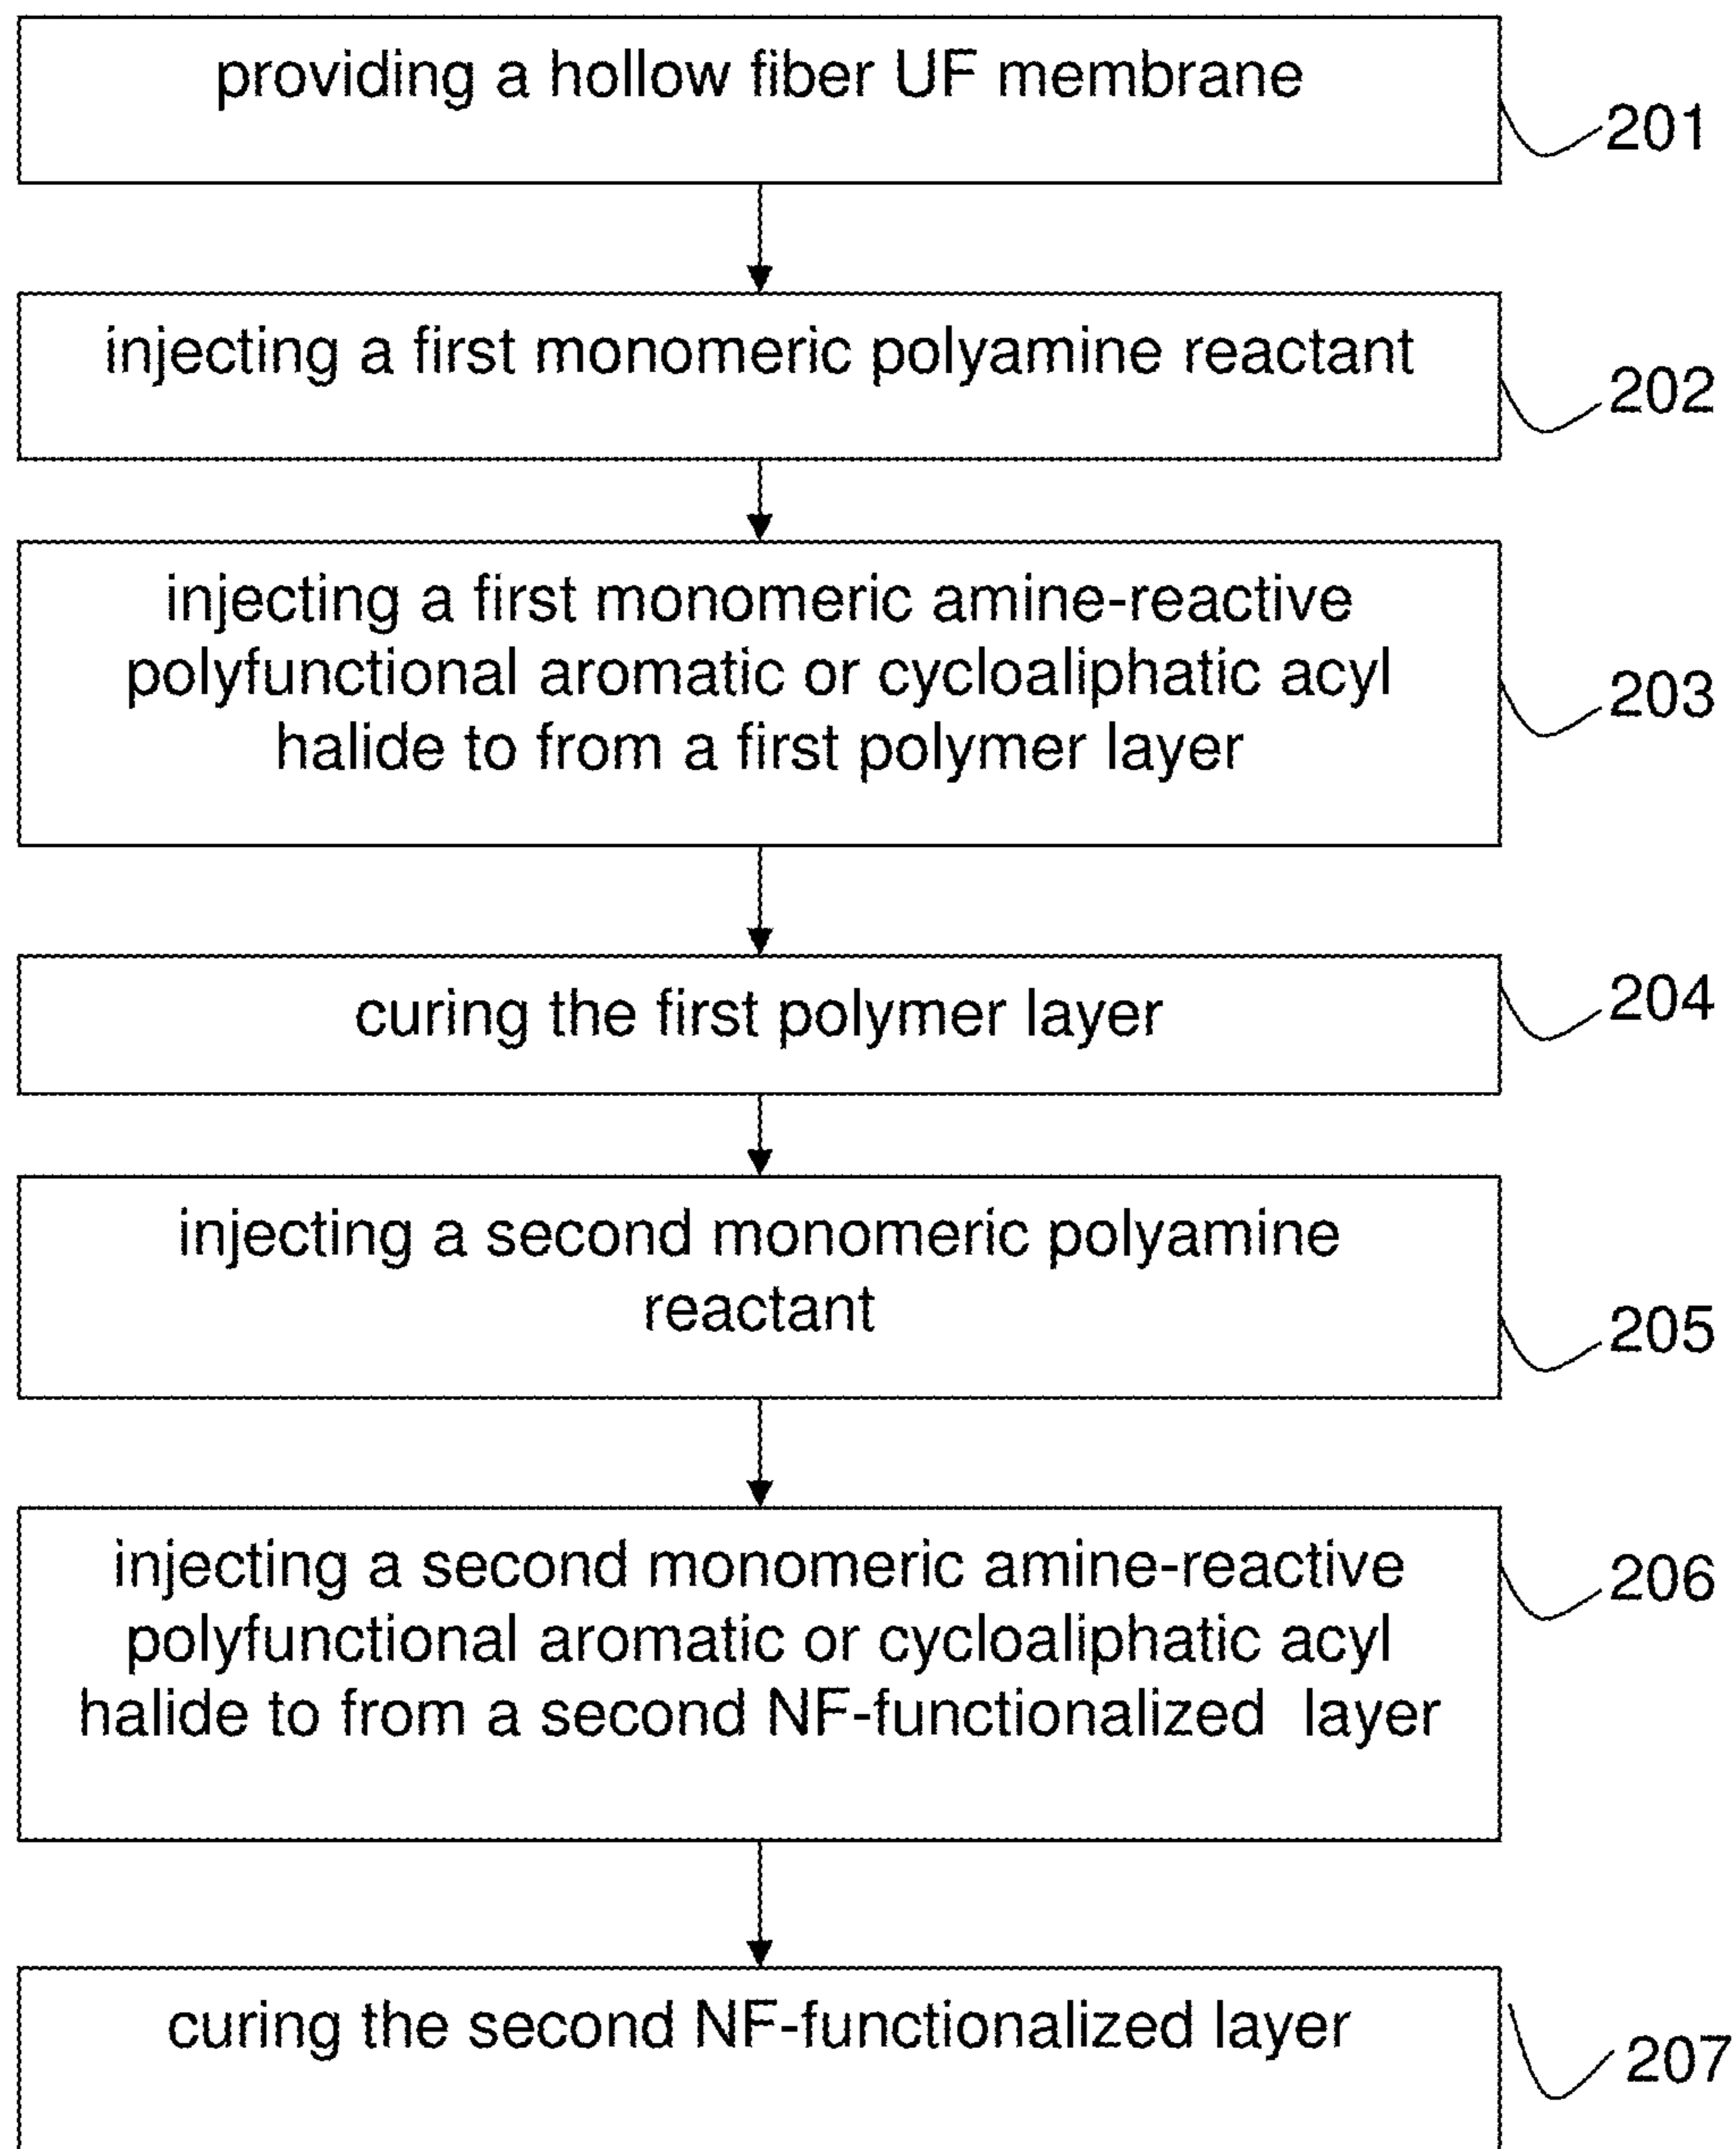 providing a hollow fiber UF membrane
201
injecting a first monomeric polyamine reactant
202
injecting a first monomeric amine-reactive
polyfunctional aromatic or cycloaliphatic acyl
halide to from a first polymer layer
203
curing the first polymer layer
204
injecting a second monomeric polyamine
reactant
205
injecting a second monomeric amine-reactive
polyfunctional aromatic or cycloaliphatic acyl
halide to from a second NF-functionalized layer
206
curing the second NF-functionalized layer
207